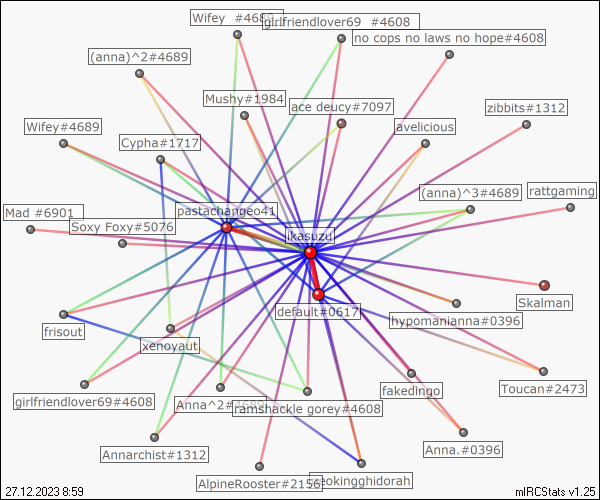 Wifey #4683
girlfriendlover69 #4608
no cops no laws no hope#4608
(anna)^2#4689
Mushy#1984
ace deucy#7097
zibbits#1312
Wifey#4689
Cypha#1717
avelicious
(anna)^3#4689
rattgaming
pastachangeo41
Mad #6901
Soxy Foxy#5076
ikasuzu
Skalman
default#0617
hypomanianna#0396
frisout
xenoyaut
girlfriendlover69#4608
Anna^2#
ramshackle gorey#4608
fakedingo
Toucan#2473
Annarchist#1312
Anna.#0396
AlpineRooster#2156
eokingghidorah
27.12.2023 8:59
mIRCStats v1.25